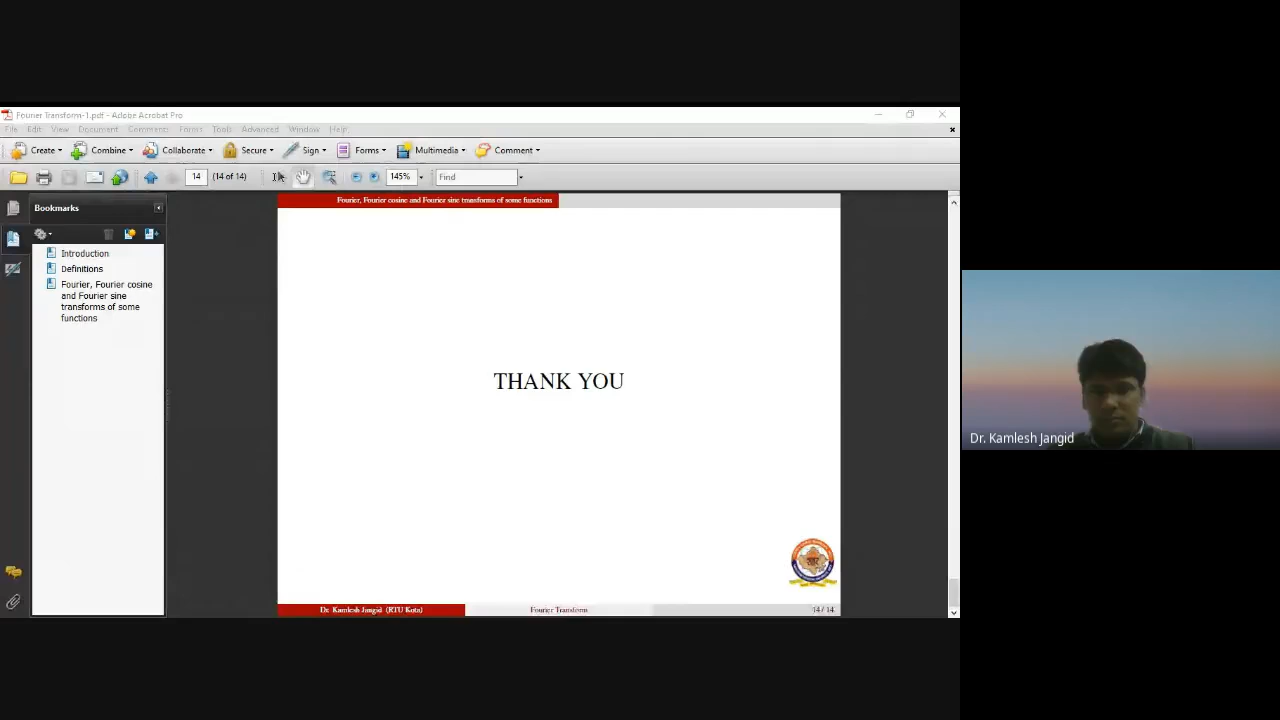 Fourier Transform-1.pdf - Adobe Acrobat Pro
File Edit View Document Comments Forms Tools Advanced Window Help
Create Combine Collaborate Secure Sign Forms Multimedia Comment
14 (14 of 14) 145% Find
Bookmarks
Introduction
Definitions
Fourier, Fourier cosine
and Fourier sine
transforms of some
functions
Fourier, Fourier cosine and Fourier sine transforms of some functions
THANK YOU
Dr. Kamlesh Jangid (RTU Kota) Fourier Transform 14 / 14
Dr. Kamlesh Jangid